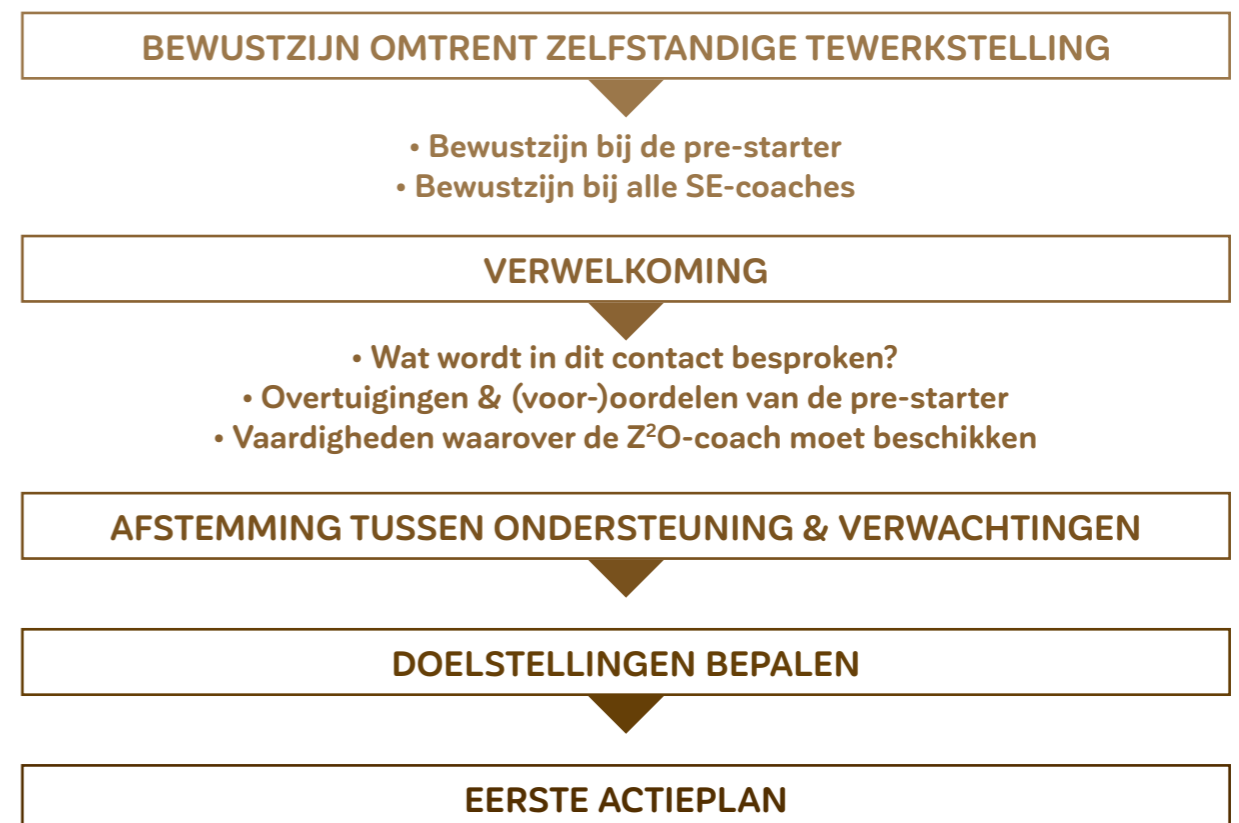 BEWUSTZIJN OMTRENT ZELFSTANDIGE TEWERKSTELLING
• Bewustzijn bij de pre-starter
• Bewustzijn bij alle SE-coaches
VERWELKOMING
• Wat wordt in dit contact besproken?
• Overtuigingen & (voor-)oordelen van de pre-starter
• Vaardigheden waarover de Z²O-coach moet beschikken
AFSTEMMING TUSSEN ONDERSTEUNING & VERWACHTINGEN
DOELSTELLINGEN BEPALEN
EERSTE ACTIEPLAN